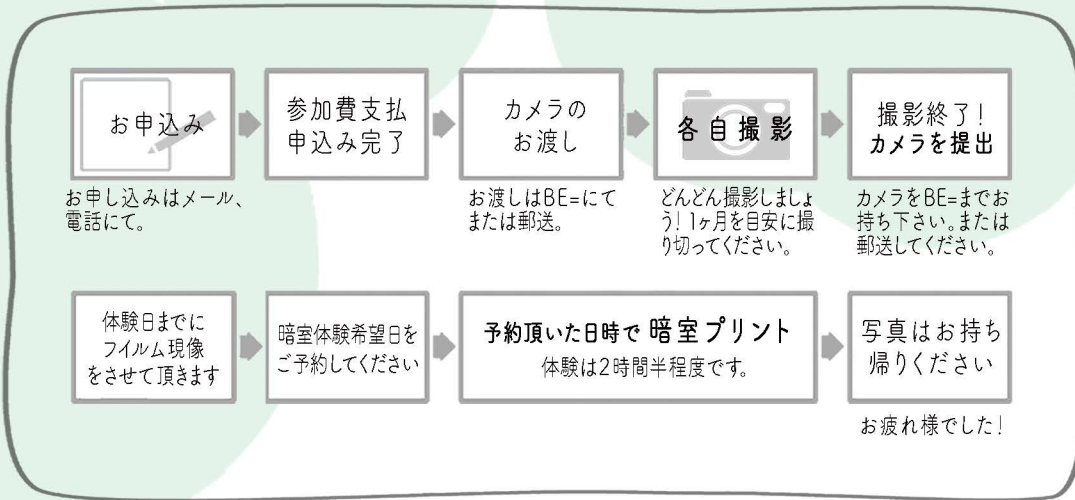 お申込み
お申し込みはメール、
電話にて。
参加費支払
申込み完了
カメラの
お渡し
お渡しはBE=にて
または郵送。
各自撮影
どんどん撮影しましょ
う！1ヶ月を目安に撮
り切ってください。
撮影終了！
カメラを提出
カメラをBE=までお
持ち下さい。または
郵送してください。
体験日までに
フイルム現像
をさせて頂きます
暗室体験希望日を
ご予約してください
予約頂いた日時で 暗室プリント
体験は2時間半程度です。
写真はお持ち
帰りください
お疲れ様でした！